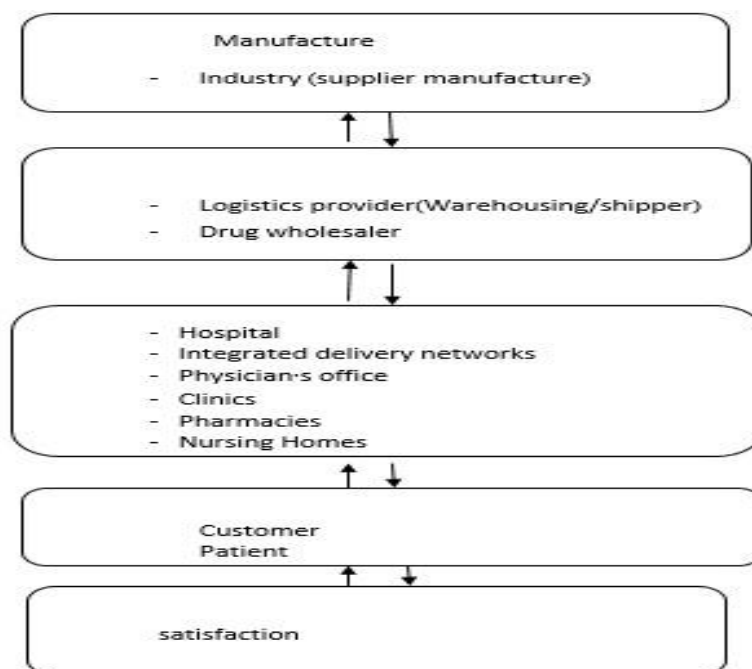 Manufacture
- Industry (supplier manufacture)
- Logistics provider(Warehousing/shipper)
- Drug wholesaler
- Hospital
- Integrated delivery networks
- Physician·s office
- Clinics
- Pharmacies
- Nursing Homes
Customer
Patient
satisfaction